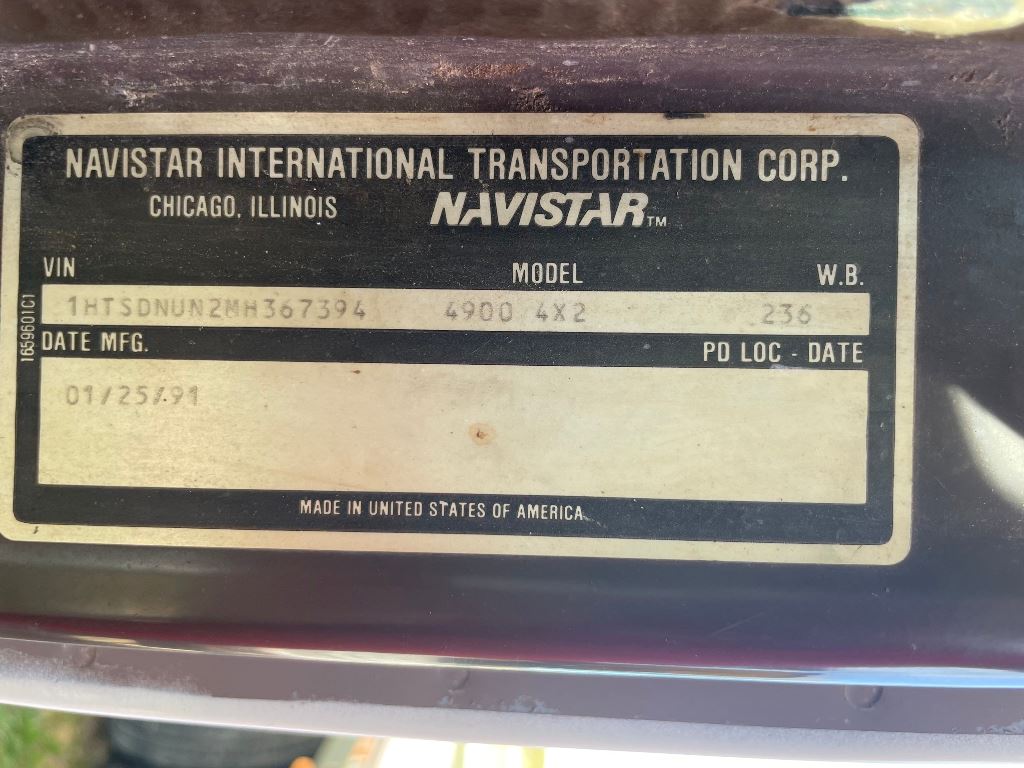 NAVISTAR INTERNATIONAL TRANSPORTATION CORP.
CHICAGO, ILLINOIS NAVISTAR™
VIN MODEL W.B.
1HTSDNUN2MH367394 4900 4X2 236
DATE MFG. PD LOC - DATE
01/25/91
MADE IN UNITED STATES OF AMERICA
1659601C1